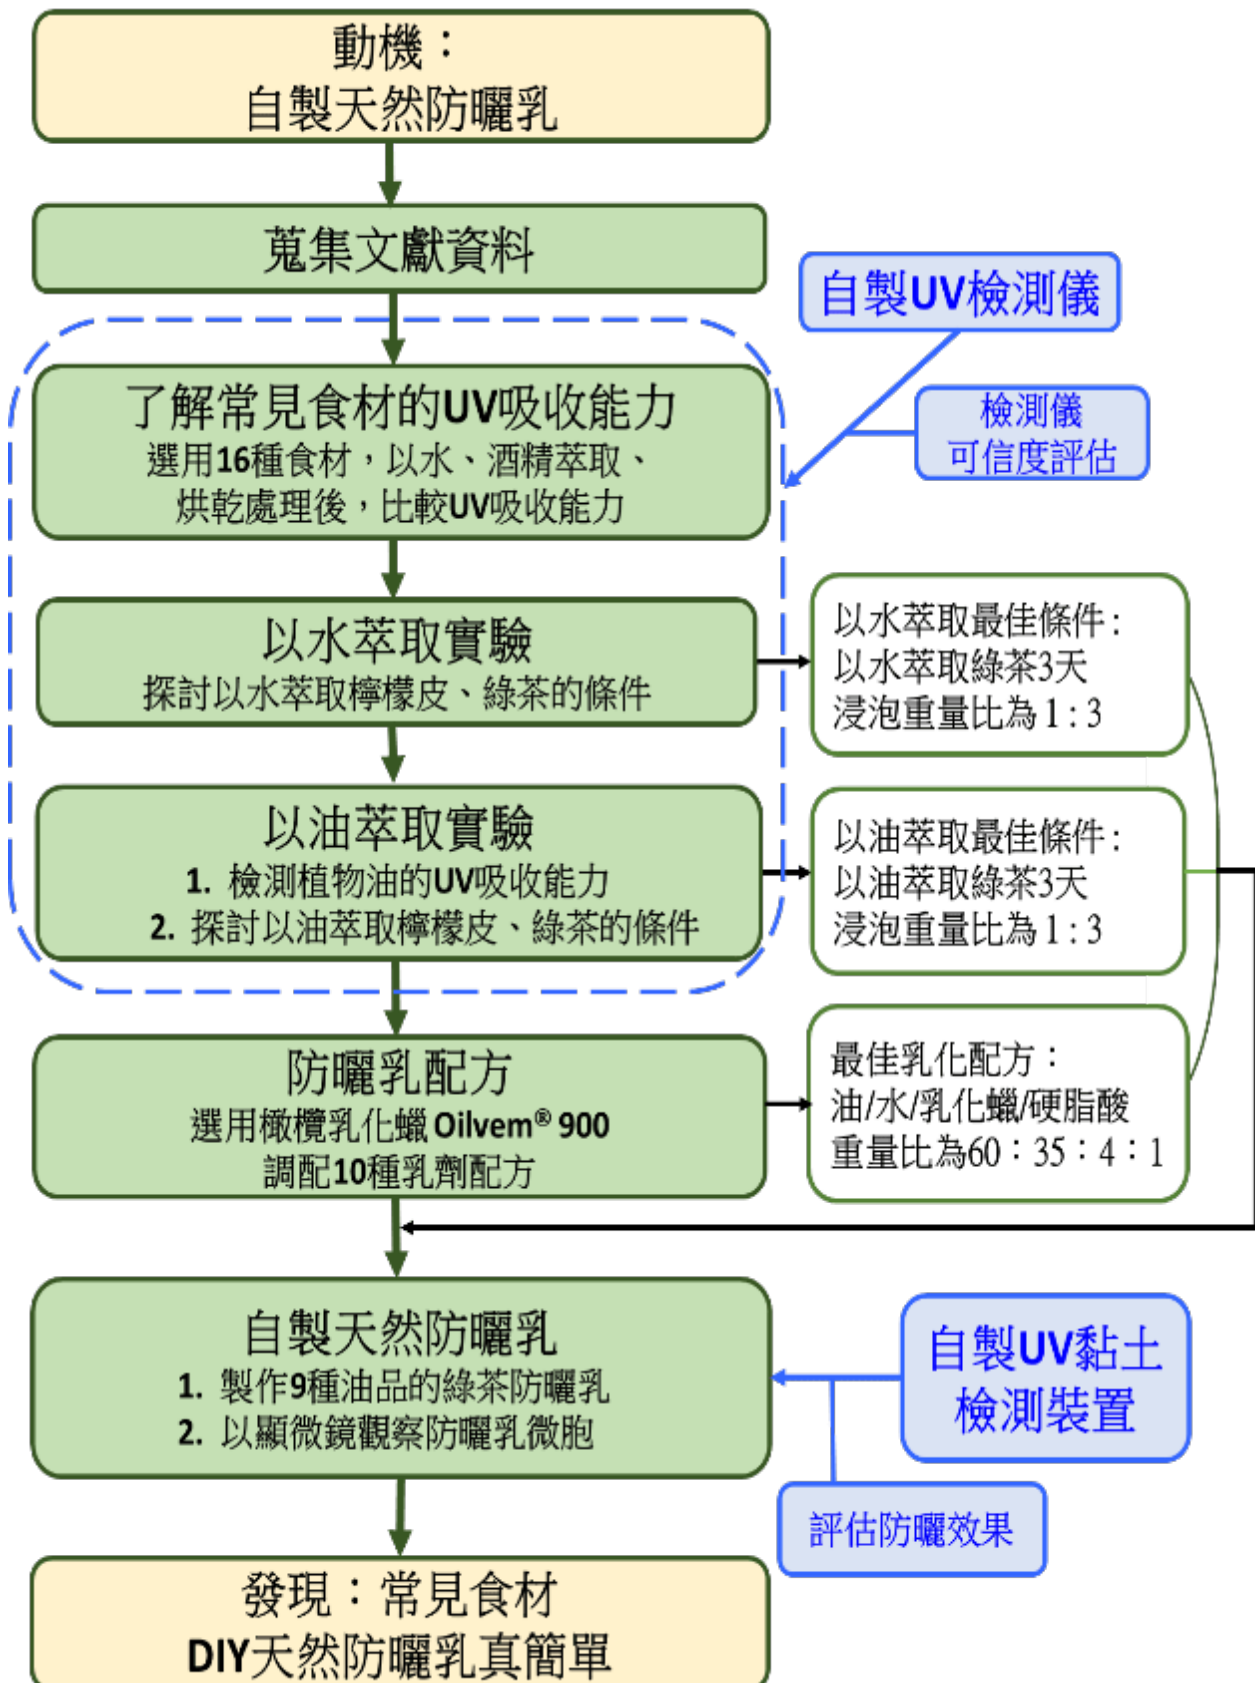 動機：
自製天然防曬乳
蒐集文獻資料
自製UV檢測儀
檢測儀
可信度評估
了解常見食材的UV吸收能力
選用16種食材，以水、酒精萃取、
烘乾處理後，比較UV吸收能力
以水萃取實驗
探討以水萃取檸檬皮、綠茶的條件
以水萃取最佳條件：
以水萃取綠茶3天
浸泡重量比為 1 : 3
以油萃取實驗
1. 檢測植物油的UV吸收能力
2. 探討以油萃取檸檬皮、綠茶的條件
以油萃取最佳條件：
以油萃取綠茶3天
浸泡重量比為 1 : 3
防曬乳配方
選用橄欖乳化蠟 Oilvem® 900
調配10種乳劑配方
最佳乳化配方：
油/水/乳化蠟/硬脂酸
重量比為60：35：4：1
自製天然防曬乳
1. 製作9種油品的綠茶防曬乳
2. 以顯微鏡觀察防曬乳微胞
自製UV黏土
檢測裝置
評估防曬效果
發現：常見食材
DIY天然防曬乳真簡單